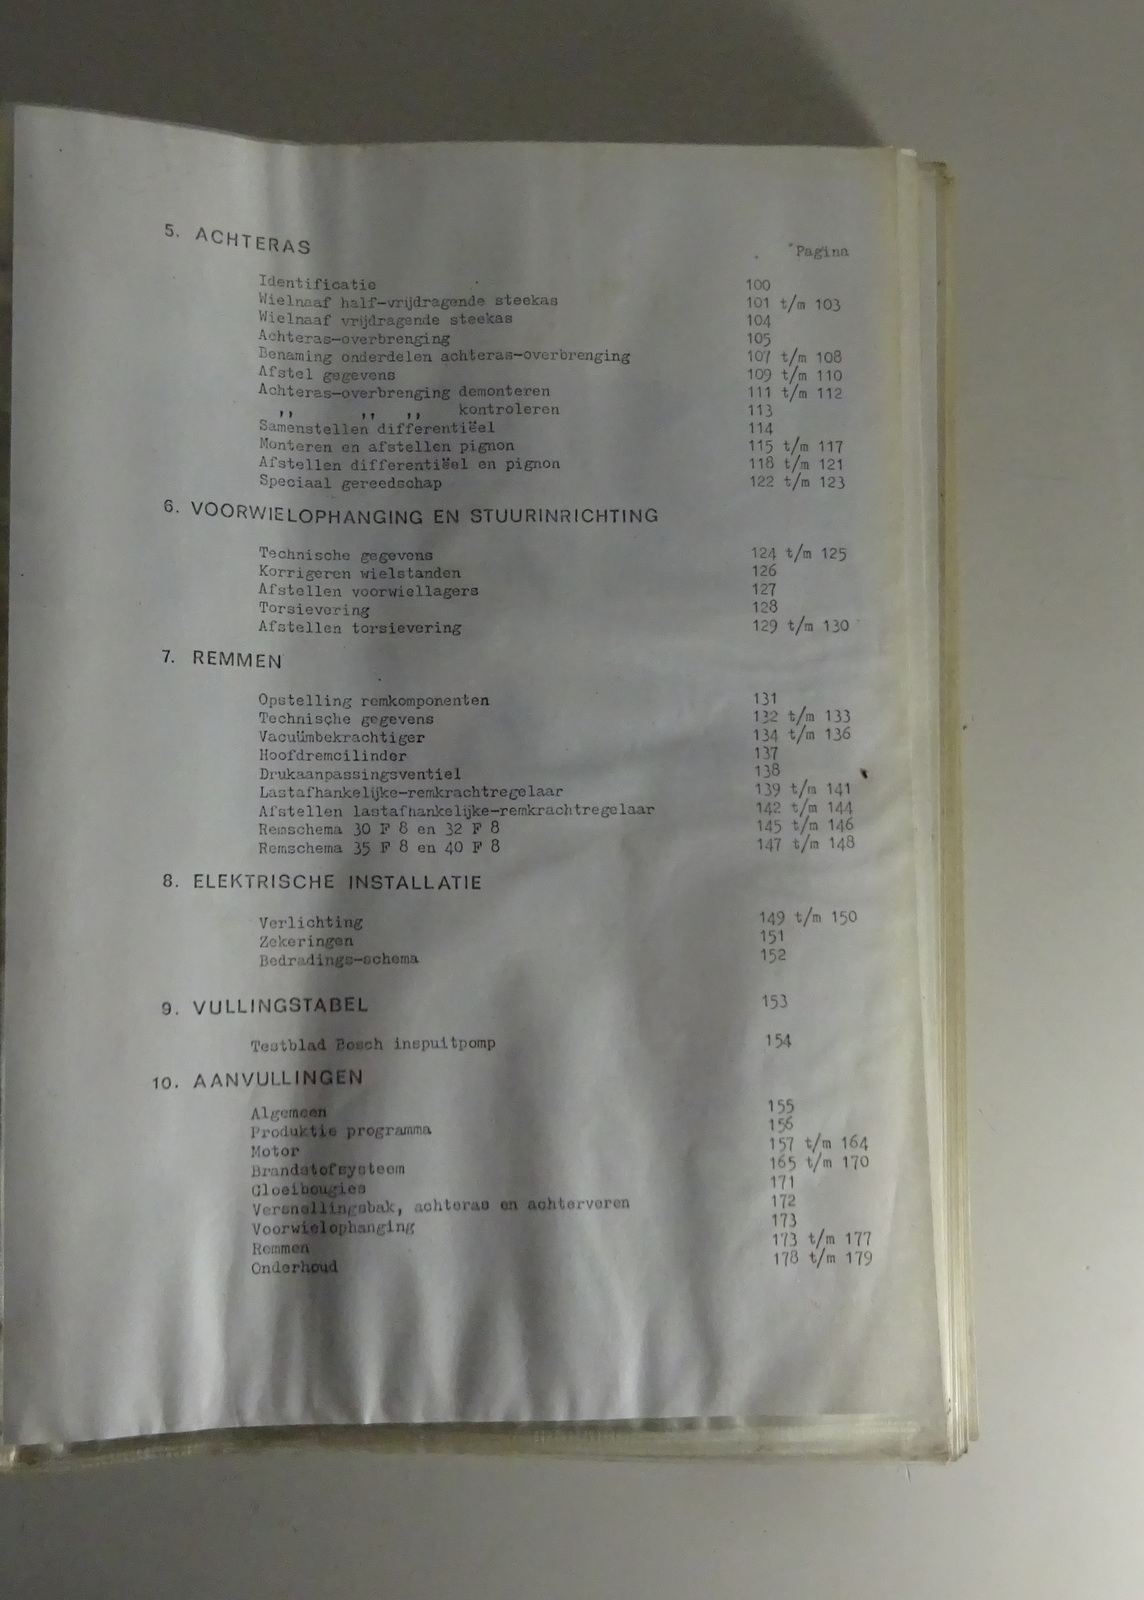 5. ACHTERAS
Pagina
Identificatie 100
Wielnaaf half-vrijdragende steekas 101 t/m 103
Wielnaaf vrijdragende steekas 104
Achteras-overbrenging 105
Benaming onderdelen achteras-overbrenging 107 t/m 108
Afstel gegevens 109 t/m 110
Achteras-overbrenging demonteren 111 t/m 112
,, ,, ,, kontroleren 113
Samenstellen differentiëel 114
Monteren en afstellen pignon 115 t/m 117
Afstellen differentiëel en pignon 118 t/m 121
Speciaal gereedschap 122 t/m 123
6. VOORWIELOPHANGING EN STUURINRICHTING
Technische gegevens 124 t/m 125
Korrigeren wielstanden 126
Afstellen voorwiellagers 127
Torsievering 128
Afstellen torsievering 129 t/m 130
7. REMMEN
Opstelling remkomponenten 131
Technische gegevens 132 t/m 133
Vacuümbekrachtiger 134 t/m 136
Hoofdremcilinder 137
Drukaanpassingsventiel 138
Lastafhankelijke-remkrachtregelaar 139 t/m 141
Afstellen lastafhankelijke-remkrachtregelaar 142 t/m 144
Remschema 30 F 8 en 32 F 8 145 t/m 146
Remschema 35 F 8 en 40 F 8 147 t/m 148
8. ELEKTRISCHE INSTALLATIE
Verlichting 149 t/m 150
Zekeringen 151
Bedradings-schema 152
9. VULLINGSTABEL 153
Testblad Bosch inspuitpomp 154
10. AANVULLINGEN
Algemeen 155
Produktie programma 156
Motor 157 t/m 164
Brandstofsysteem 165 t/m 170
Gloeibougies 171
Versnellingsbak, achteras en achterveren 172
Voorwielophanging 173
Remmen 173 t/m 177
Onderhoud 178 t/m 179